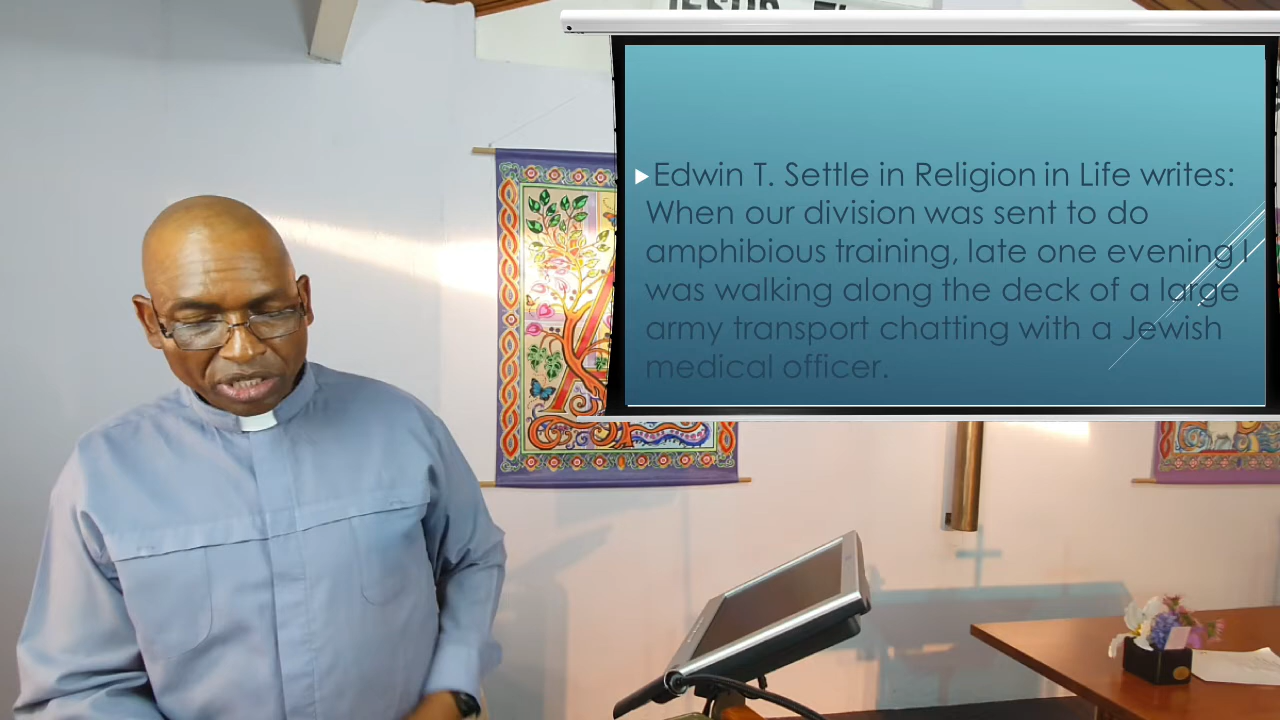 JESUS
Edwin T. Settle in Religion in Life writes:
When our division was sent to do
amphibious training, late one evening I
was walking along the deck of a large
army transport chatting with a Jewish
medical officer.